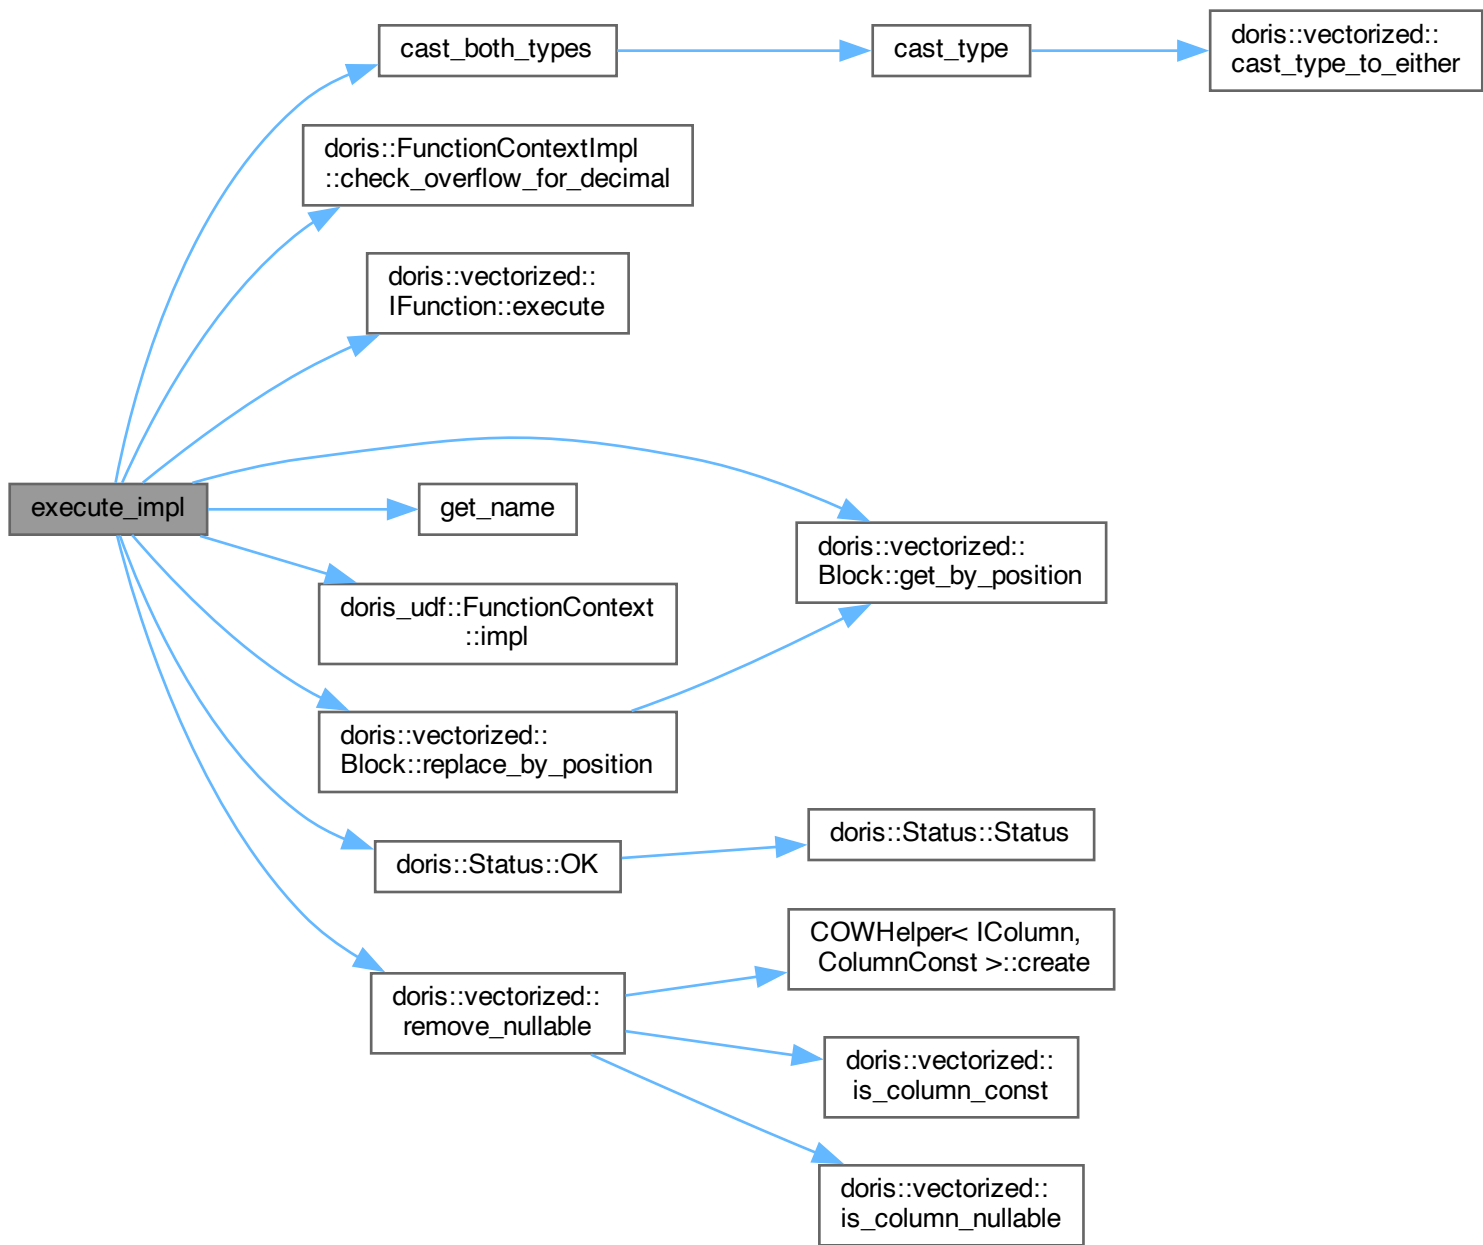 cast_both_types
cast_type
doris::vectorized::
cast_type_to_either
doris::FunctionContextImpl
::check_overflow_for_decimal
doris::vectorized::
IFunction::execute
execute_impl
get_name
doris::vectorized::
Block::get_by_position
doris_udf::FunctionContext
::impl
doris::vectorized::
Block::replace_by_position
doris::Status::OK
doris::Status::Status
doris::vectorized::
remove_nullable
COWHelper< IColumn,
ColumnConst >::create
doris::vectorized::
is_column_const
doris::vectorized::
is_column_nullable